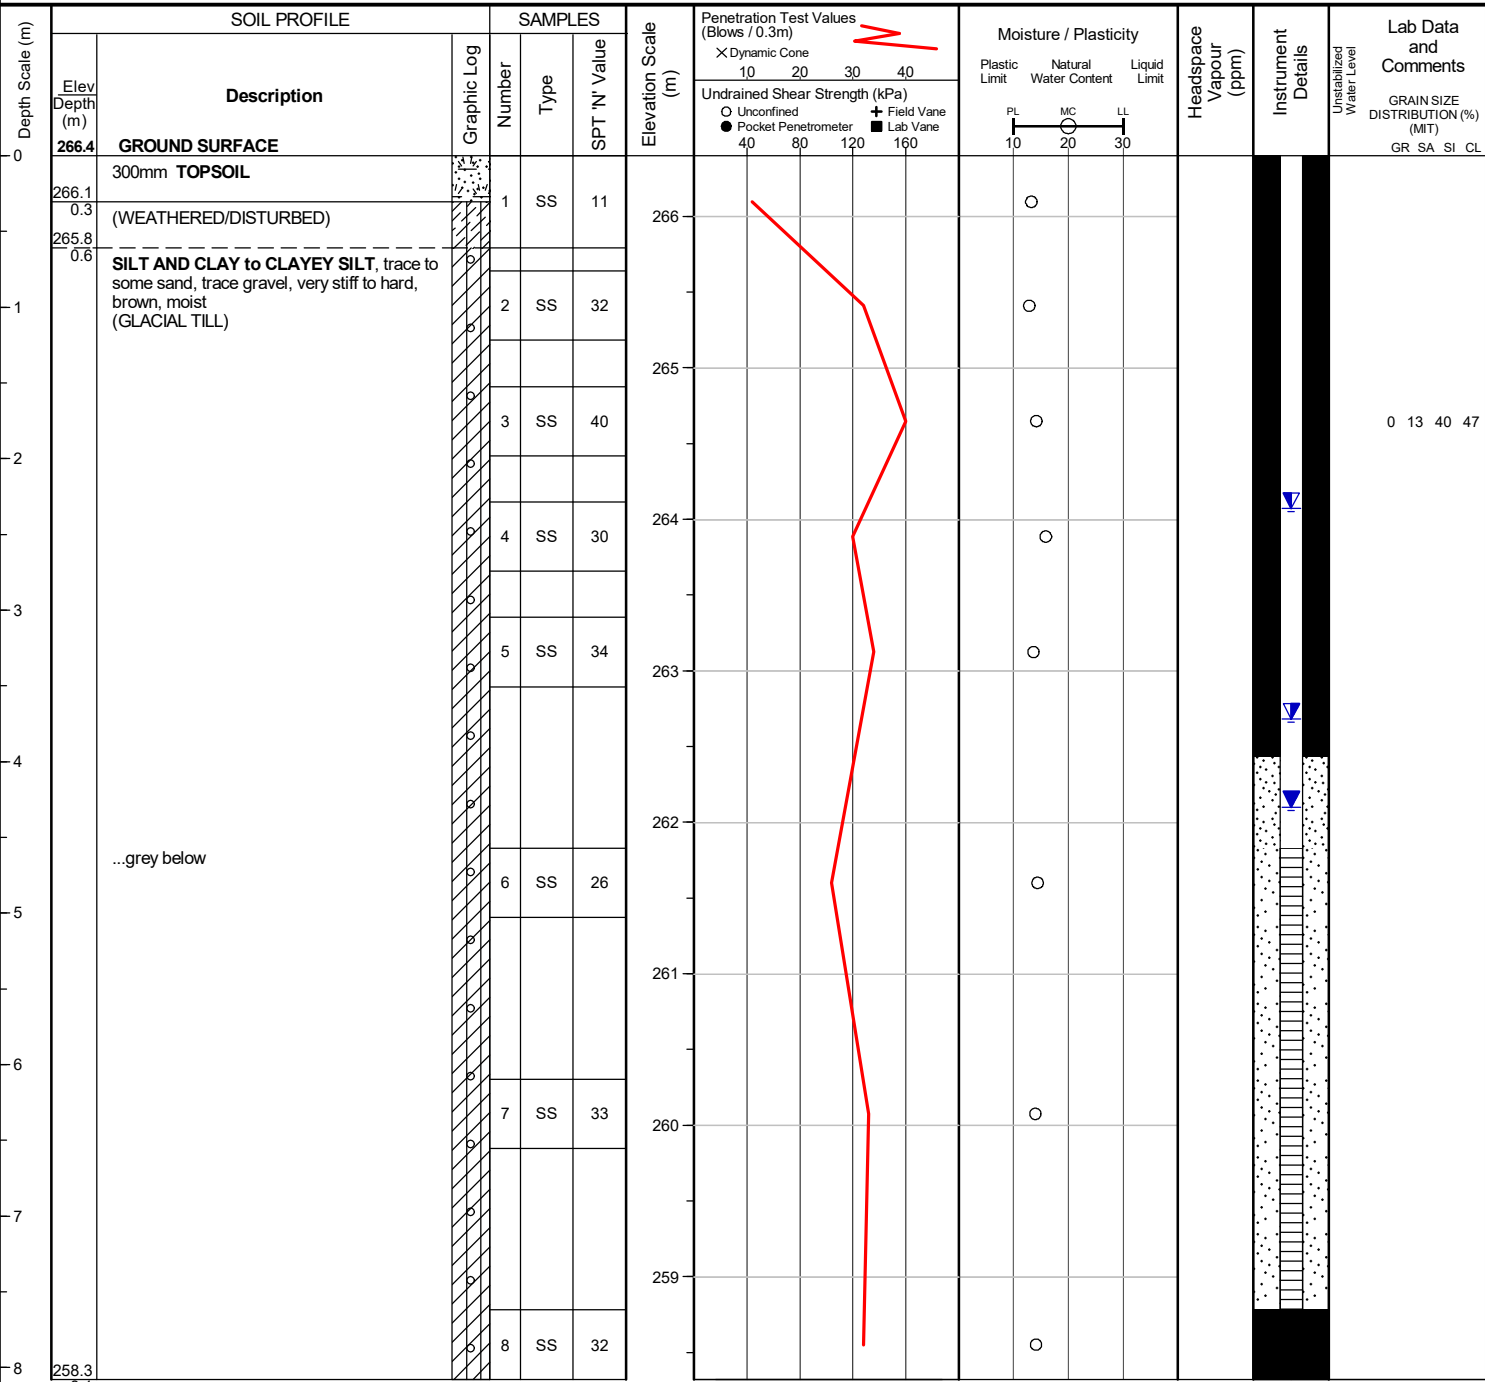 SOIL PROFILE
SAMPLES
Depth Scale (m)
Elev
Depth
(m)
Description
Graphic Log
Number
Type
SPT 'N' Value
Elevation Scale
(m)
Penetration Test Values
(Blows / 0.3m)
X Dynamic Cone
10 20 30 40
Undrained Shear Strength (kPa)
Unconfined
Field Vane
Pocket Penetrometer
Lab Vane
40 80 120 160
Moisture / Plasticity
Plastic
Limit
Natural
Water Content
Liquid
Limit
PL MC LL
10 20 30
Headspace
Vapour
(ppm)
Instrument
Details
Unstabilized
Water Level
Lab Data
and
Comments
GRAIN SIZE
DISTRIBUTION (%)
(MIT)
GR SA SI CL
266.4 GROUND SURFACE
0
300mm TOPSOIL
266.1
0.3
(WEATHERED/DISTURBED)
1 SS 11
266
265.8
0.6
SILT AND CLAY to CLAYEY SILT, trace to
some sand, trace gravel, very stiff to hard,
brown, moist
(GLACIAL TILL)
1
2 SS 32
265
3 SS 40
0 13 40 47
2
264
4 SS 30
3
5 SS 34
263
4
262
...grey below
6 SS 26
5
261
6
7 SS 33
260
7
259
8 SS 32
8
258.3